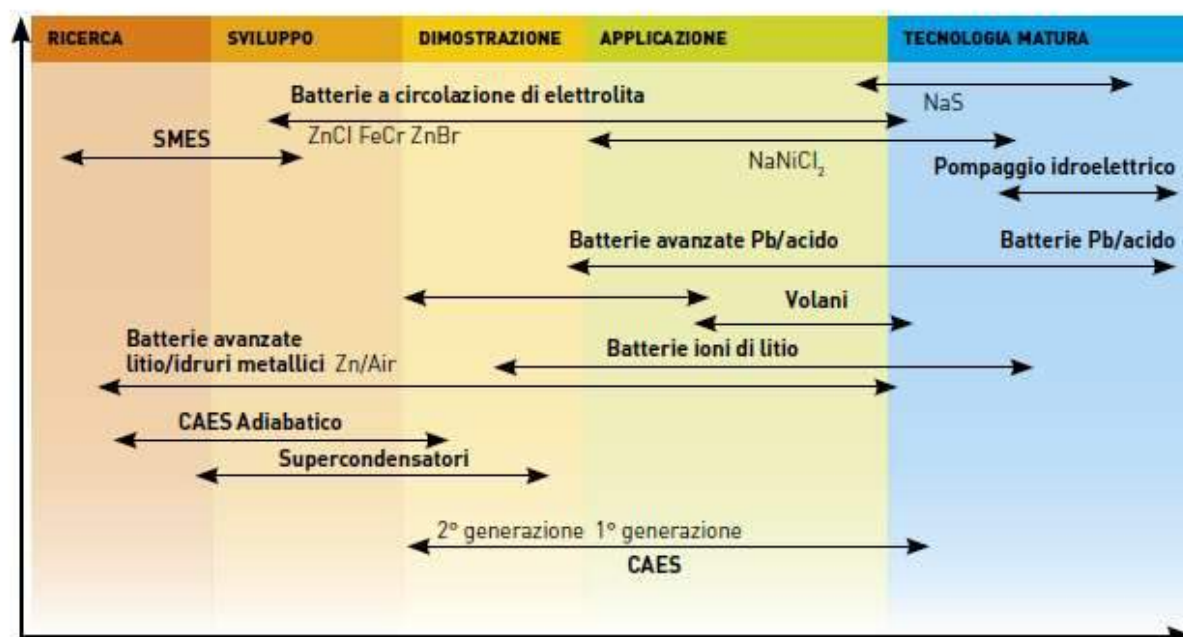 RICERCA
SVILUPPO
DIMOSTRAZIONE
APPLICAZIONE
TECNOLOGIA MATURA
Batterie a circolazione di elettrolita
NaS
SMES
ZnCl FeCr ZnBr
NaNiCl₂
Pompaggio idroelettrico
Batterie avanzate Pb/acido
Batterie Pb/acido
Volani
Batterie avanzate
litio/idruri metallici Zn/Air
Batterie ioni di litio
CAES Adiabatico
Supercondensatori
2° generazione 1° generazione
CAES